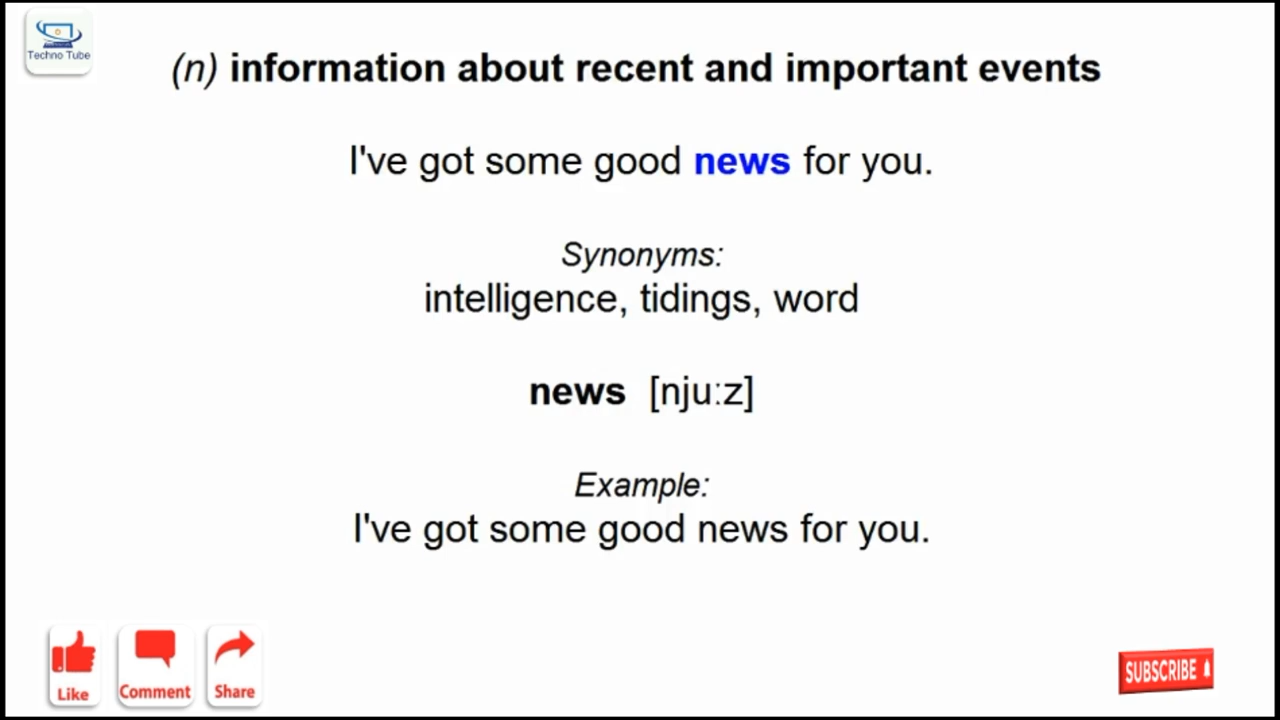 Techno Tube
(n) information about recent and important events
I've got some good news for you.
Synonyms:
intelligence, tidings, word
news [nju:z]
Example:
I've got some good news for you.
Like
Comment
Share
SUBSCRIBE